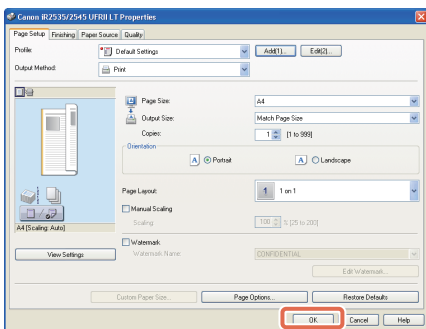 Canon iR2535/2545 UFRII LT Properties
Page Setup Finishing Paper Source Quality
Profile: Default Settings Add(1)... Edit(2)...
Output Method: Print
Page Size: A4
Output Size: Match Page Size
Copies: 1 [1 to 999]
Orientation
A Portrait A Landscape
Page Layout: 1 1 on 1
Manual Scaling
Scaling: 100 % [25 to 200]
A4 [Scaling: Auto]
View Settings
Watermark
Watermark Name: CONFIDENTIAL
Edit Watermark...
Custom Paper Size... Page Options... Restore Defaults
OK Cancel Help